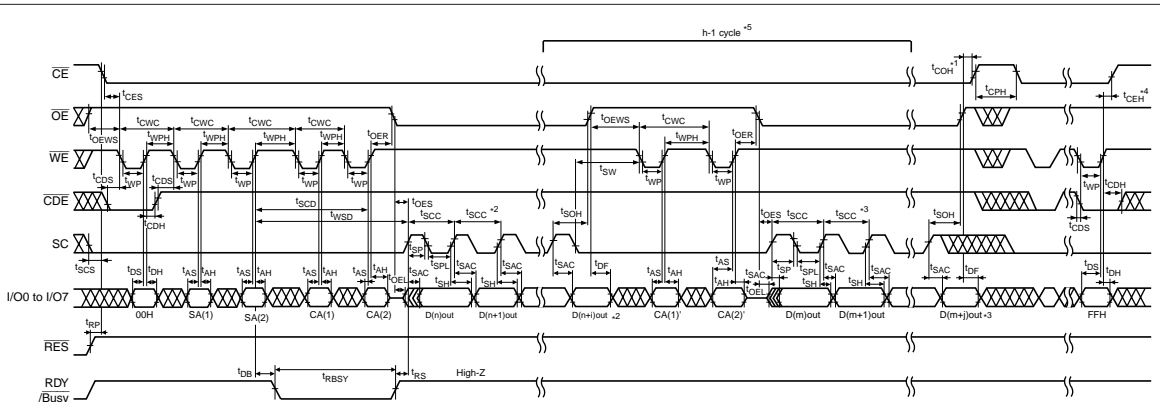 h-1 cycle *5
CE
tCOH*1
tCPH
tCEH*4
tCES
OE
tOEWS tCWC tCWC tCWC tCWC tOER tOEWS tCWC tOER
tWPH tWPH tWPH tWPH tWPH
WE
tCDS tWP tCDS tWP tWP tWP tWP tSW tWP tWP tWP tCDH
CDE
tCDH tSCD tWSD tOES tSCC tSCC*2 tSOH tOES tSCC tSCC*3 tSOH tCDS
SC
tSCS tSP tSPL tSP tSPL
tDS tDH tAS tAH tAS tAH tAS tAH tAS tAH tOEL tSAC tSAC tSAC tSAC tDF tAS tAH tAS tAH tSAC tOEL tSAC tSAC tSAC tDF tDS tDH
tSH tSH tSH tSH
I/O0 to I/O7
00H SA(1) SA(2) CA(1) CA(2) D(n)out D(n+1)out D(n+i)out *2 CA(1)' CA(2)' D(m)out D(m+1)out D(m+j)out *3 FFH
tRP
RES
tDB tRBSY tRS High-Z
RDY
/Busy